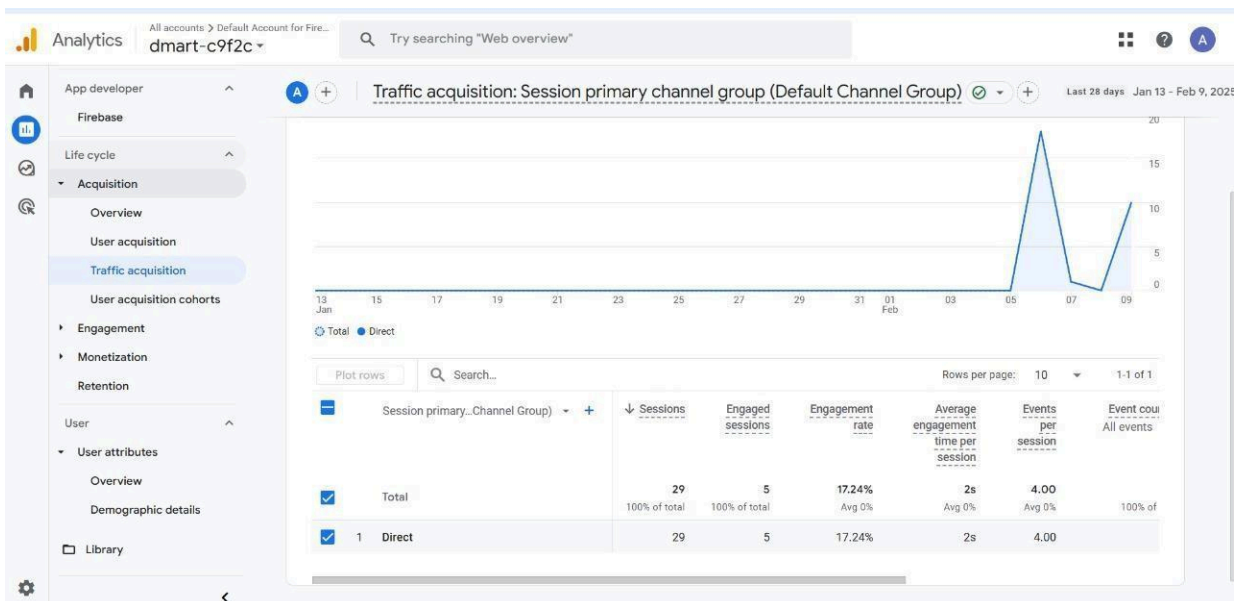 All accounts > Default Account for Fire...
Analytics
dmart-c9f2c
Try searching "Web overview"
A
App developer
Firebase
Life cycle
Acquisition
Overview
User acquisition
Traffic acquisition
User acquisition cohorts
Engagement
Monetization
Retention
User
User attributes
Overview
Demographic details
Library
A
Traffic acquisition: Session primary channel group (Default Channel Group)
Last 28 days Jan 13 - Feb 9, 2025
20
15
10
5
0
13 15 17 19 21 23 25 27 29 31 01 03 05 07 09
Jan Feb
Total Direct
Plot rows Search... Rows per page: 10 1-1 of 1
Session primary...Channel Group) + ↓ Sessions Engaged Engagement Average Events Event cou
sessions rate engagement per All events
time per session
session
Total 29 5 17.24% 2s 4.00
100% of total 100% of total Avg 0% Avg 0% Avg 0% 100% of
1 Direct 29 5 17.24% 2s 4.00